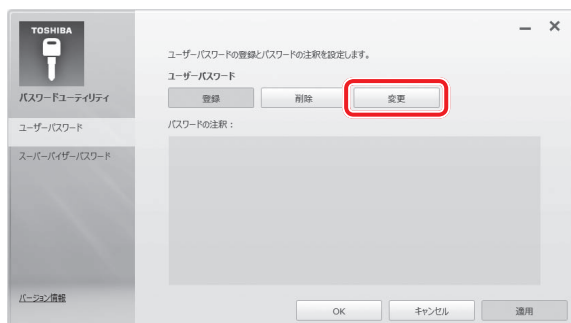 TOSHIBA
パスワードユーティリティ
ユーザーパスワード
スーパーバイザーパスワード
バージョン情報
ユーザーパスワードの登録とパスワードの注釈を設定します。
ユーザーパスワード
登録 削除 変更
パスワードの注釈：
OK キャンセル 適用